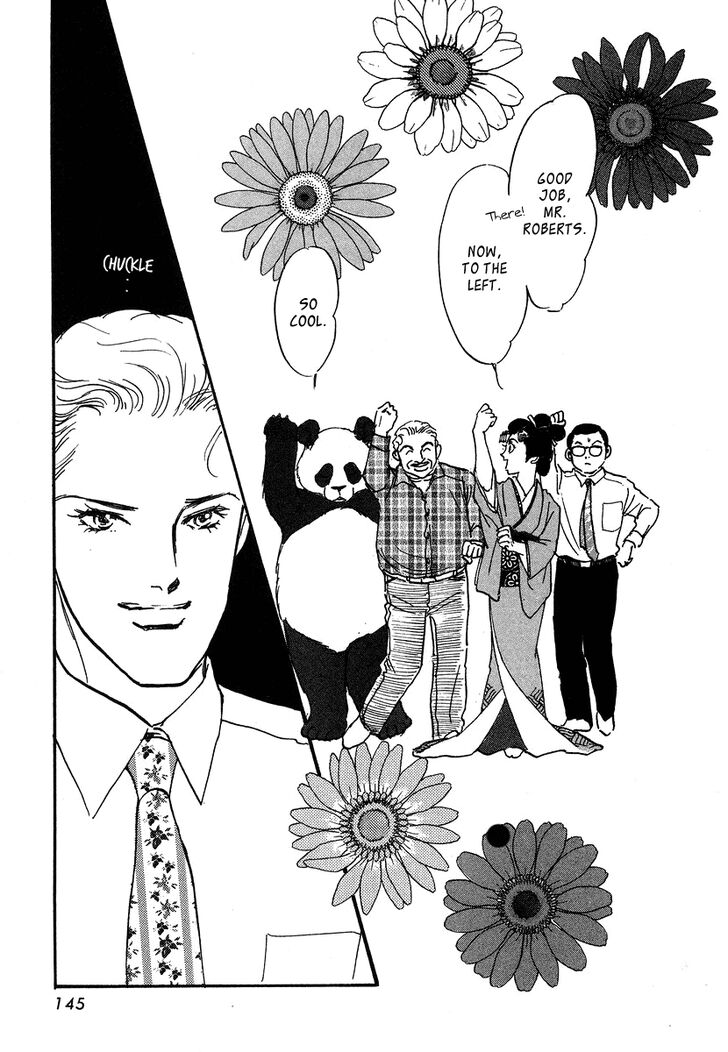 GOOD
JOB,
MR.
ROBERTS.
There!
NOW,
TO THE
LEFT.
SO
COOL.
CHUCKLE
...
145